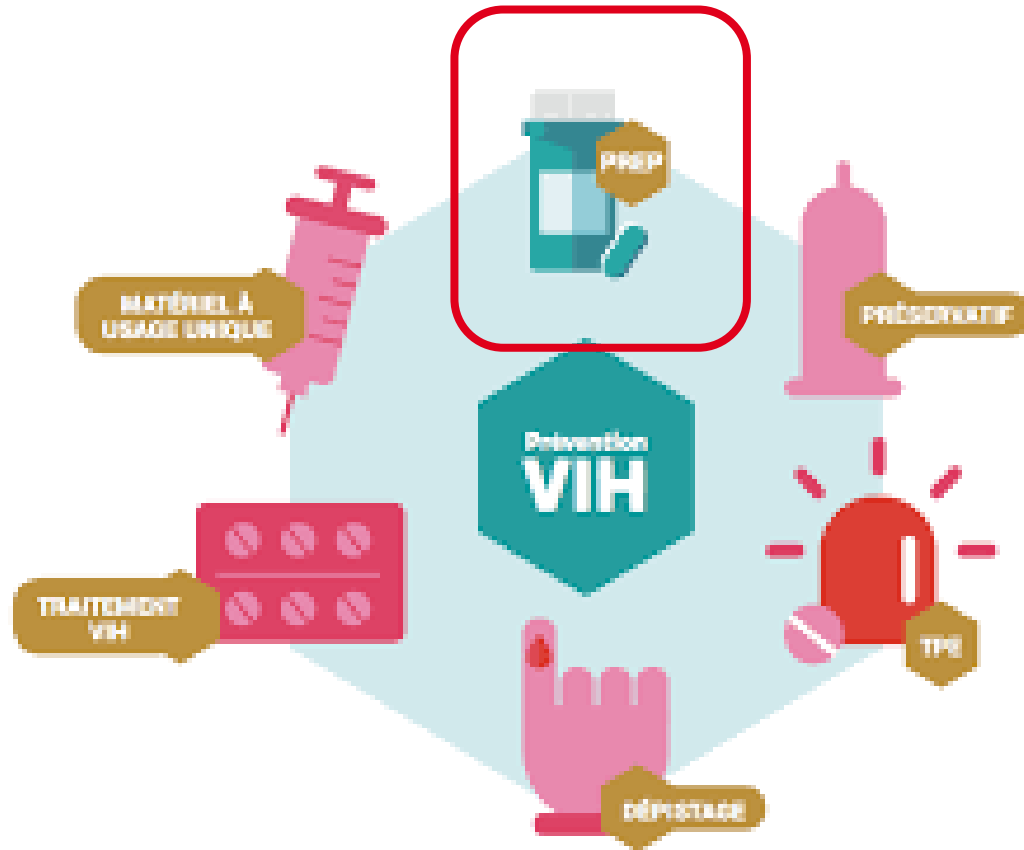 PREP
MATÉRIEL À
USAGE UNIQUE
PRÉSERVATIF
Prévention
VIH
TRAITEMENT
VIH
TPE
DÉPISTAGE